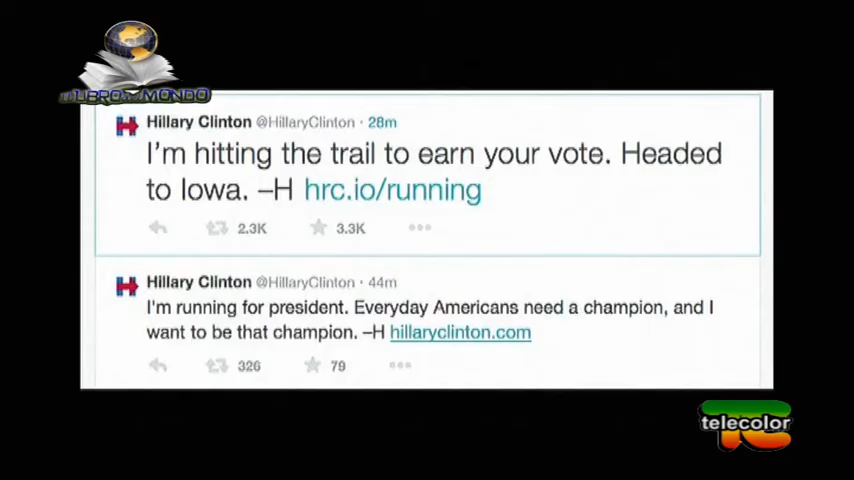 IL LIBRO DEL MONDO
Hillary Clinton @HillaryClinton · 28m
I'm hitting the trail to earn your vote. Headed
to Iowa. –H hrc.io/running
2.3K 3.3K
Hillary Clinton @HillaryClinton · 44m
I'm running for president. Everyday Americans need a champion, and I
want to be that champion. –H hillaryclinton.com
326 79
telecolor